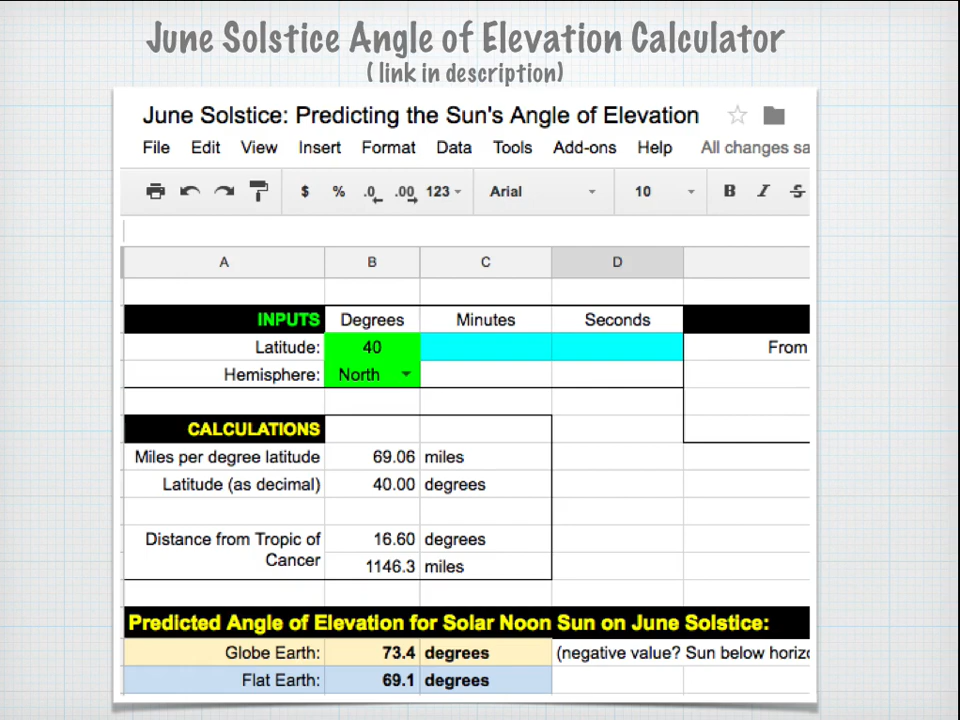 June Solstice Angle of Elevation Calculator
( link in description)
June Solstice: Predicting the Sun's Angle of Elevation
File Edit View Insert Format Data Tools Add-ons Help All changes sa
$ % .0 .00 123 Arial 10 B I S
A B C D
INPUTS Degrees Minutes Seconds
Latitude: 40 From
Hemisphere: North
CALCULATIONS
Miles per degree latitude 69.06 miles
Latitude (as decimal) 40.00 degrees
Distance from Tropic of 16.60 degrees
Cancer 1146.3 miles
Predicted Angle of Elevation for Solar Noon Sun on June Solstice:
Globe Earth: 73.4 degrees (negative value? Sun below horizo
Flat Earth: 69.1 degrees